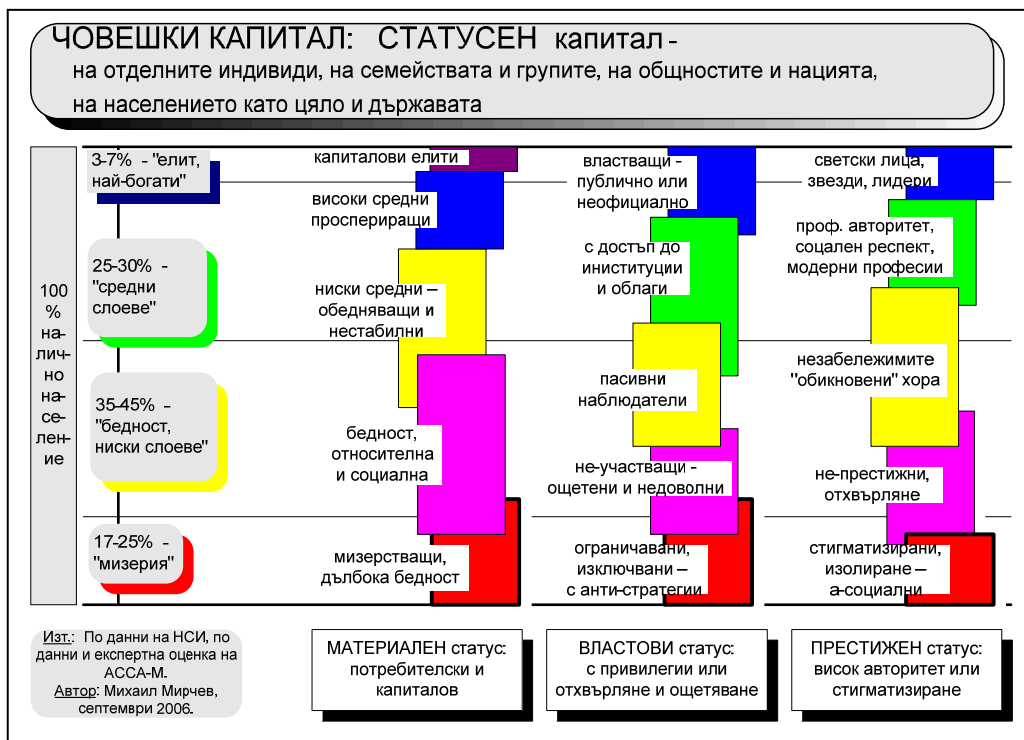 ЧОВЕШКИ КАПИТАЛ: СТАТУСЕН капитал -
на отделните индивиди, на семействата и групите, на общностите и нацията,
на населението като цяло и държавата
100
% на-
лич-
но
на-
се-
лен-
ие
3-7% - "елит,
най-богати"
25-30% -
"средни
слоеве"
35-45% -
"бедност,
ниски слоеве"
17-25% -
"мизерия"
капиталови елити
високи средни
проспериращи
ниски средни –
обедняващи и
нестабилни
бедност,
относителна
и социална
мизерстващи,
дълбока бедност
властващи -
публично или
неофициално
с достъп до
иниституции
и облаги
пасивни
наблюдатели
не-участващи -
ощетени и недоволни
ограничавани,
изключвани –
с анти-стратегии
светски лица,
звезди, лидери
проф. авторитет,
соцален респект,
модерни професии
незабележимите
"обикновени" хора
не-престижни,
отхвърляне
стигматизирани,
изолиране –
а-социални
Изт.: По данни на НСИ, по
данни и експертна оценка на
АССА-М.
Автор: Михаил Мирчев,
септември 2006.
МАТЕРИАЛЕН статус:
потребителски и
капиталов
ВЛАСТОВИ статус:
с привилегии или
отхвърляне и ощетяване
ПРЕСТИЖЕН статус:
висок авторитет или
стигматизиране